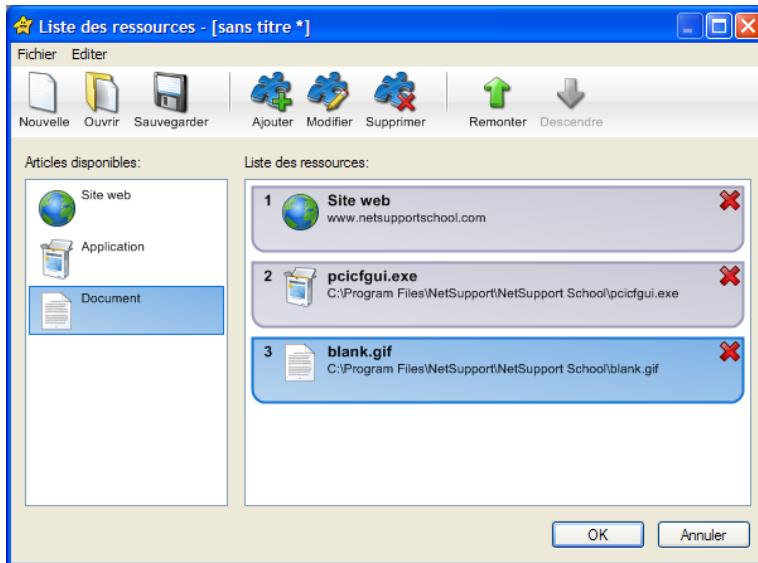 Liste des ressources - [sans titre *]
Fichier Editer
Nouvelle Ouvrir Sauvegarder Ajouter Modifier Supprimer Remonter Descendre
Articles disponibles:
Site web
Application
Document
Liste des ressources:
1 Site web
www.netsupportschool.com
2 pcicfgui.exe
C:\Program Files\NetSupport\NetSupport School\pcicfgui.exe
3 blank.gif
C:\Program Files\NetSupport\NetSupport School\blank.gif
OK Annuler